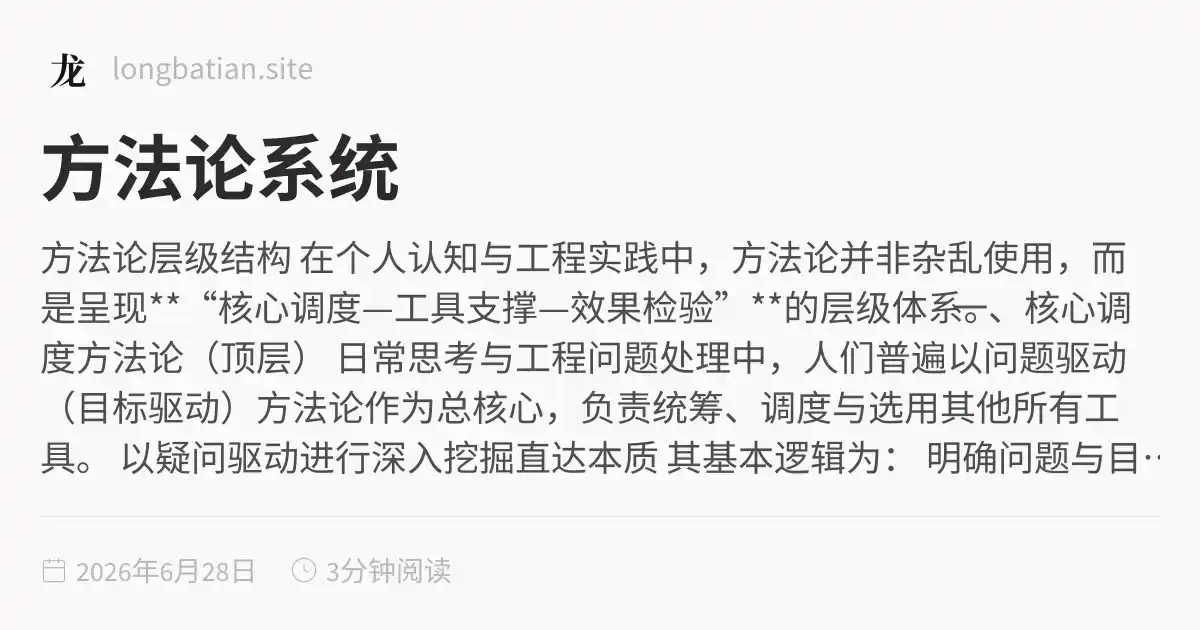 龙 longbatian.site
方法论系统
方法论层级结构 在个人认知与工程实践中，方法论并非杂乱使用，而
是呈现**“核心调度—工具支撑—效果检验”**的层级体系。一、核心调
度方法论（顶层） 日常思考与工程问题处理中，人们普遍以问题驱动
（目标驱动）方法论作为总核心，负责统筹、调度与选用其他所有工
具。 以疑问驱动进行深入挖掘直达本质 其基本逻辑为： 明确问题与目…
2026年6月28日 3分钟阅读